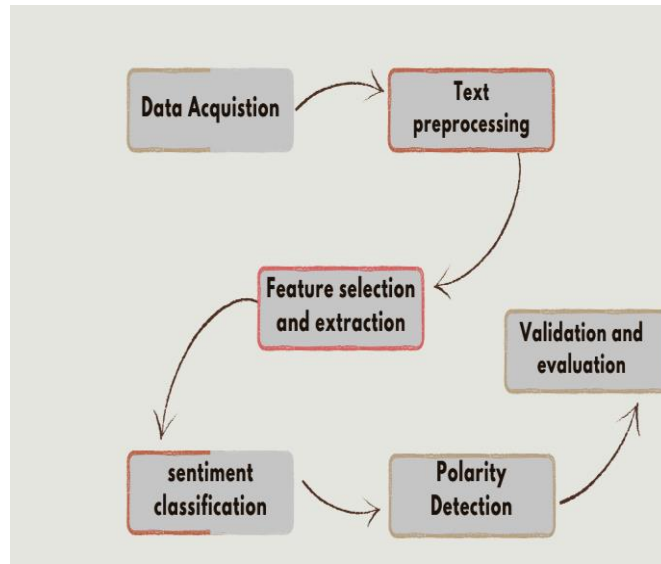 Data Acquistion
Text
preprocessing
Feature selection
and extraction
Validation and
evaluation
sentiment
classification
Polarity
Detection